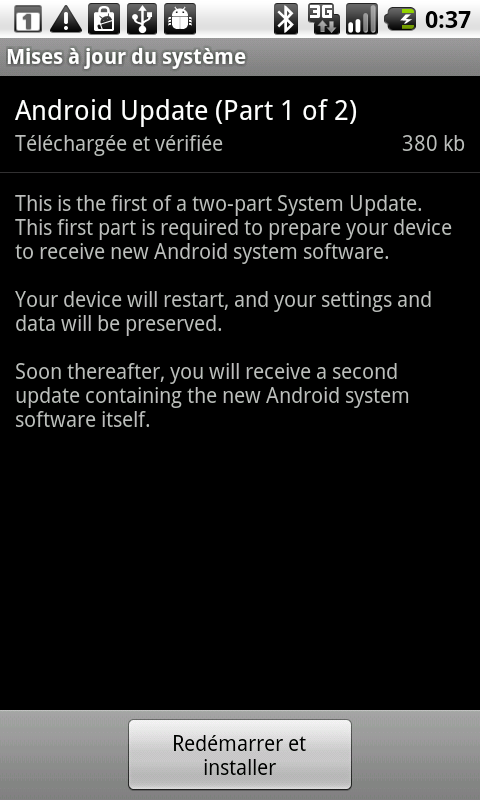 1
3G
0:37
Mises à jour du système
Android Update (Part 1 of 2)
Téléchargée et vérifiée 380 kb
This is the first of a two-part System Update.
This first part is required to prepare your device
to receive new Android system software.
Your device will restart, and your settings and
data will be preserved.
Soon thereafter, you will receive a second
update containing the new Android system
software itself.
Redémarrer et
installer